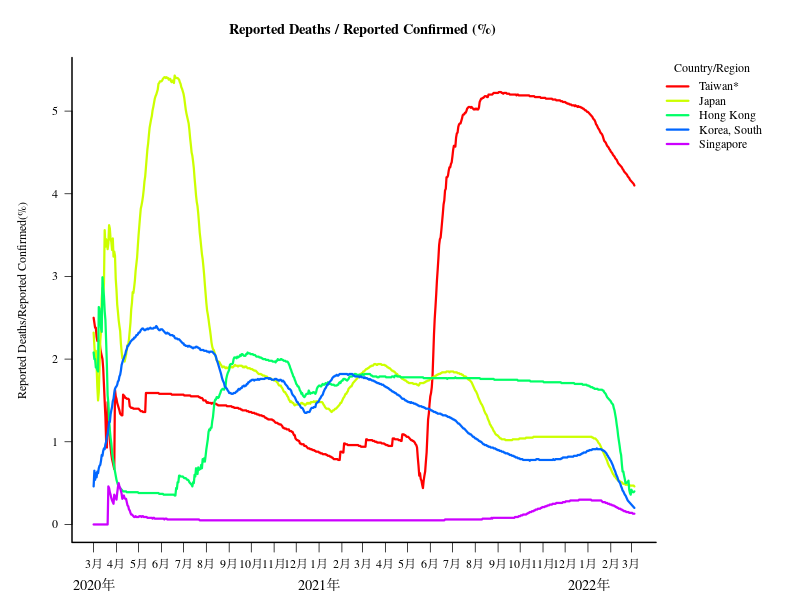 Reported Deaths / Reported Confirmed (%)
Country/Region
Taiwan*
Japan
Hong Kong
Korea, South
Singapore
Reported Deaths/Reported Confirmed(%)
5
4
3
2
1
0
3月 4月 5月 6月 7月 8月 9月 10月 11月 12月 1月 2月 3月 4月 5月 6月 7月 8月 9月 10月 11月 12月 1月 2月 3月
2020年 2021年 2022年